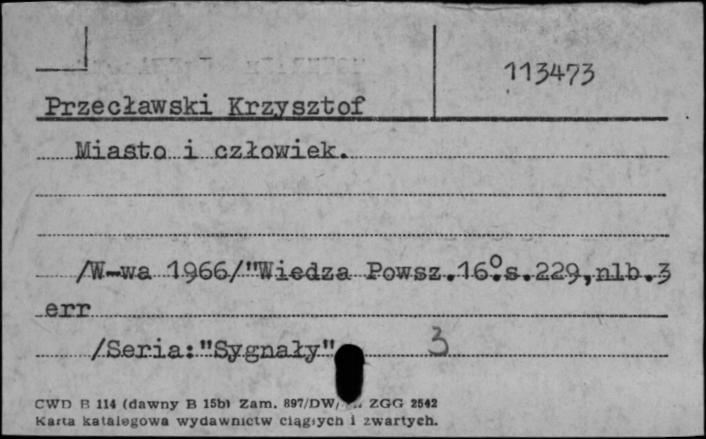 113473
Przecławski Krzysztof
Miasto i człowiek.
/W-wa 1966/"Wiedza Powsz.16°.s.229,nlb.3
err
/Seria:"Sygnały" 3
CWD B 114 (dawny B 15b) Zam. 897/DW/ ZGG 2542
Karta katalogowa wydawnictw ciągłych i zwartych.